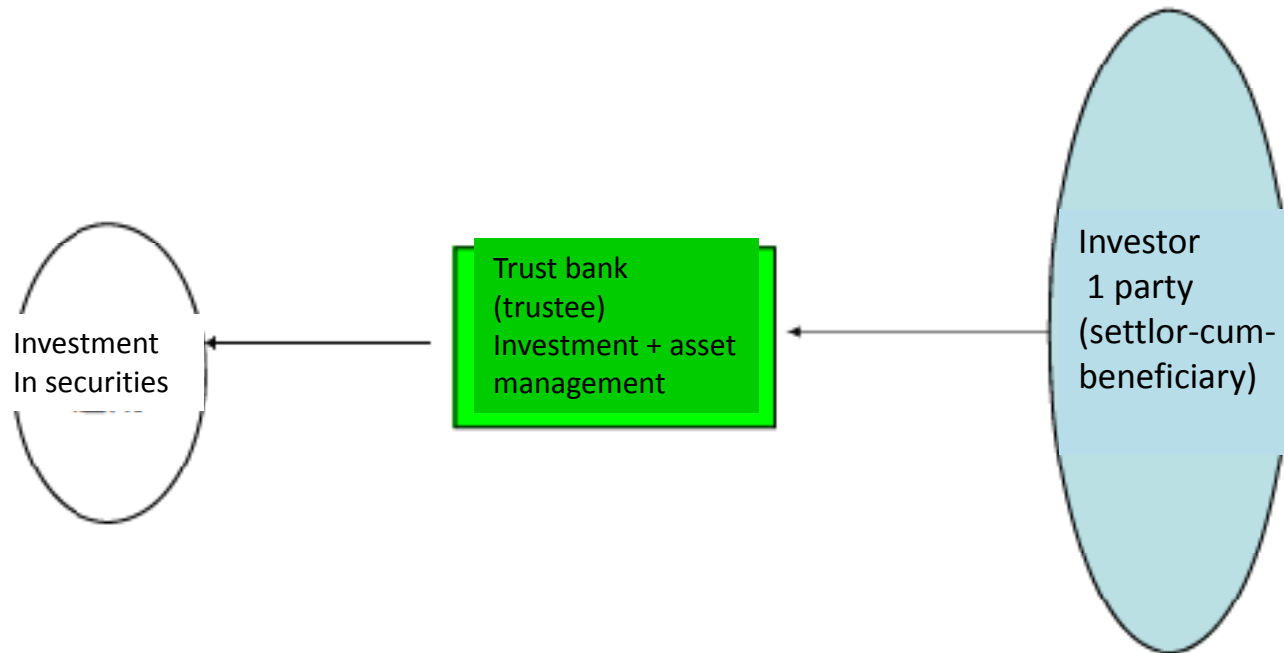 Investment
In securities
Trust bank
(trustee)
Investment + asset
management
Investor
1 party
(settlor-cum-
beneficiary)